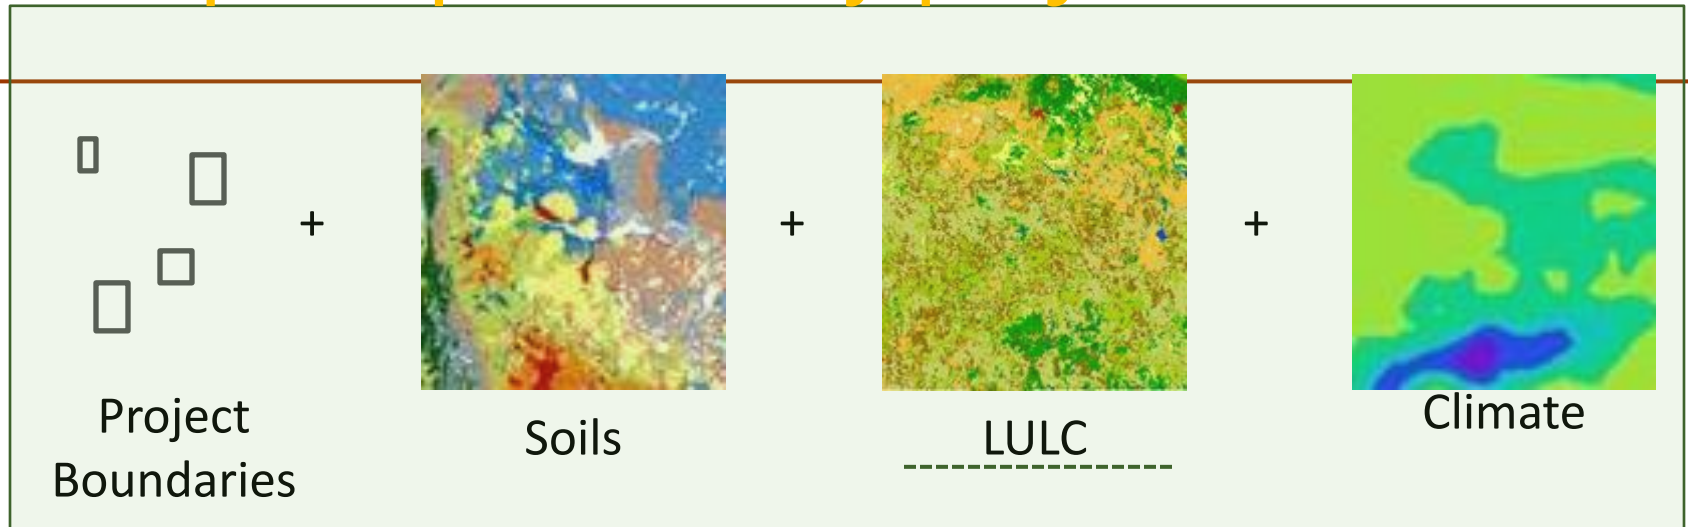 + + +
Project
Boundaries
Soils
LULC
Climate